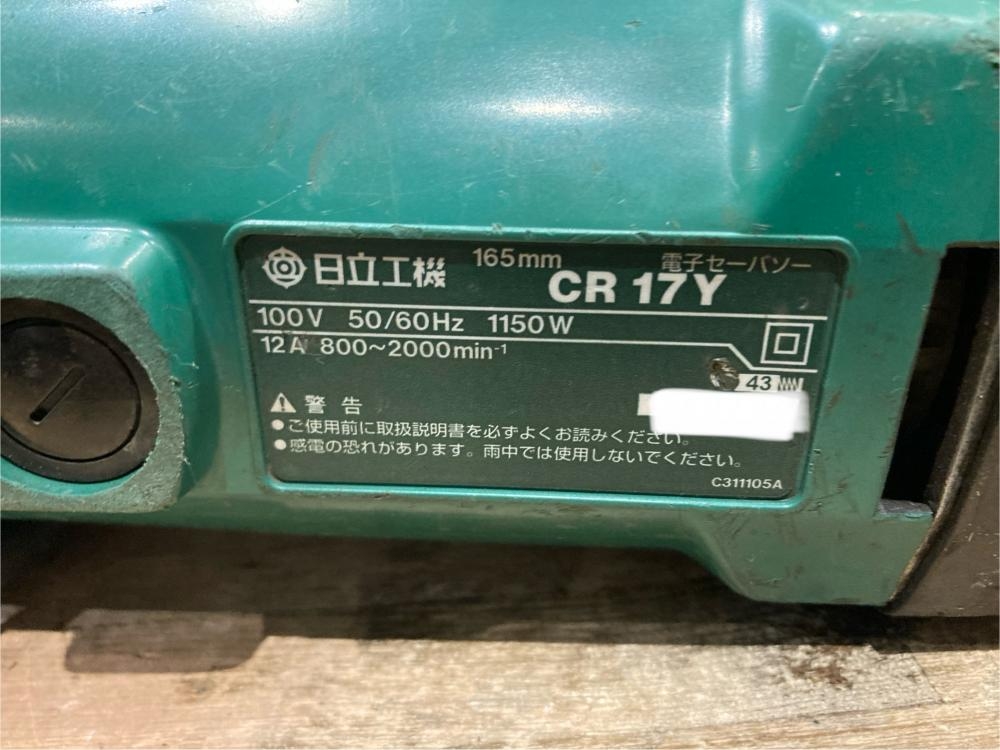 日立工機 165mm 電子セーバソー
CR 17Y
100V 50/60Hz 1150W
12A 800～2000min⁻¹
43
警告
●ご使用前に取扱説明書を必ずよくお読みください。
●感電の恐れがあります。雨中では使用しないでください。
C311105A